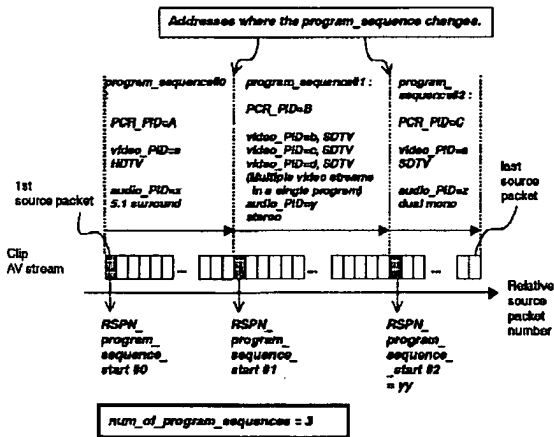 Addresses where the program_sequence changes.
program_sequence#0
PCR_PID=A
video_PID=a
HDTV
audio_PID=x
5.1 surround
program_sequence#1 :
PCR_PID=B
video_PID=b, SDTV
video_PID=c, SDTV
video_PID=d, SDTV
(Multiple video streams
in a single program)
audio_PID=y
stereo
program_
sequence#2 :
PCR_PID=C
video_PID=a
SDTV
audio_PID=z
dual mono
1st
source packet
last
source
packet
Clip
AV stream
...
...
...
Relative
source
packet
number
RSPN_
program_
sequence_
start #0
RSPN_
program_
sequence_
start #1
RSPN_
program_
sequence_
_start #2
= yy
num_of_program_sequences = 3